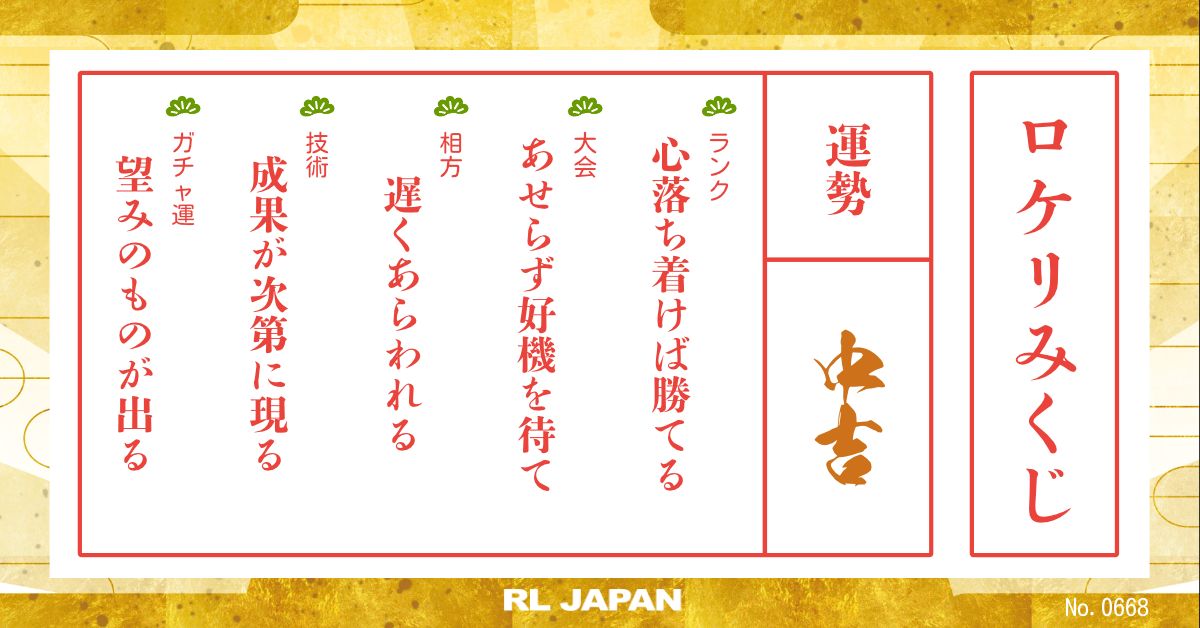 ロケリみくじ
運勢
中吉
ランク
心落ち着けば勝てる
大会
あせらず好機を待て
相方
遅くあらわれる
技術
成果が次第に現る
ガチャ運
望みのものが出る
RL JAPAN
No. 0668